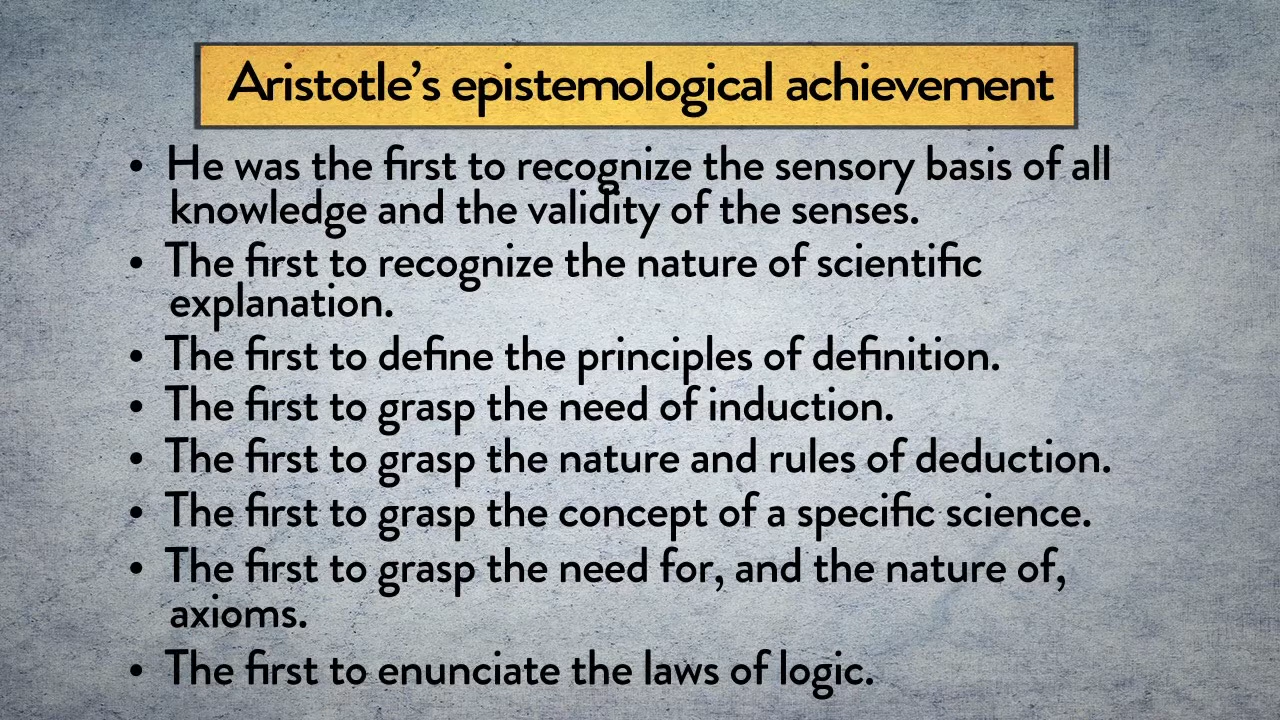 Aristotle’s epistemological achievement
• He was the first to recognize the sensory basis of all
knowledge and the validity of the senses.
• The first to recognize the nature of scientific
explanation.
• The first to define the principles of definition.
• The first to grasp the need of induction.
• The first to grasp the nature and rules of deduction.
• The first to grasp the concept of a specific science.
• The first to grasp the need for, and the nature of,
axioms.
• The first to enunciate the laws of logic.